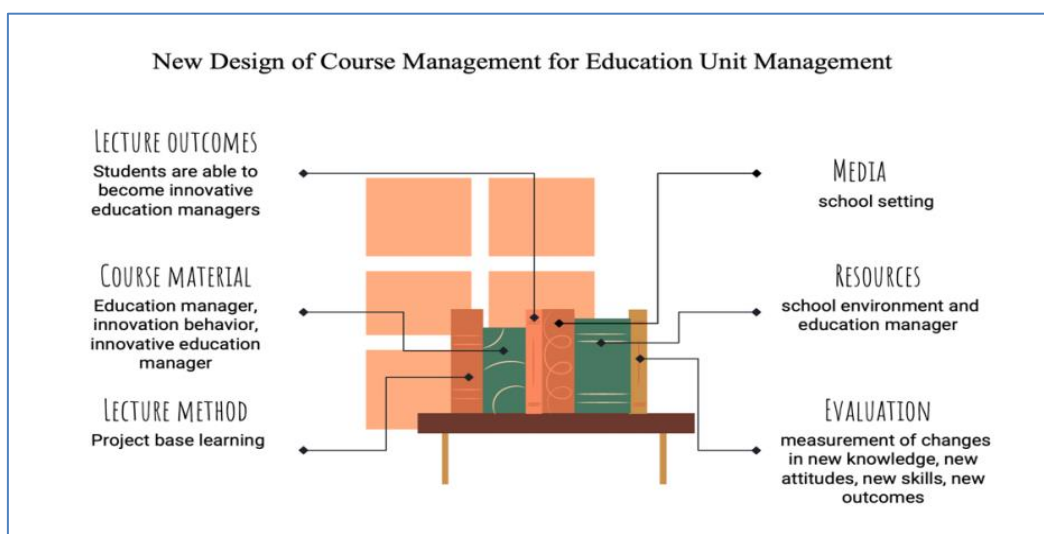 New Design of Course Management for Education Unit Management
LECTURE OUTCOMES
Students are able to
become innovative
education managers
COURSE MATERIAL
Education manager,
innovation behavior,
innovative education
manager
LECTURE METHOD
Project base learning
MEDIA
school setting
RESOURCES
school environment and
education manager
EVALUATION
measurement of changes
in new knowledge, new
attitudes, new skills, new
outcomes